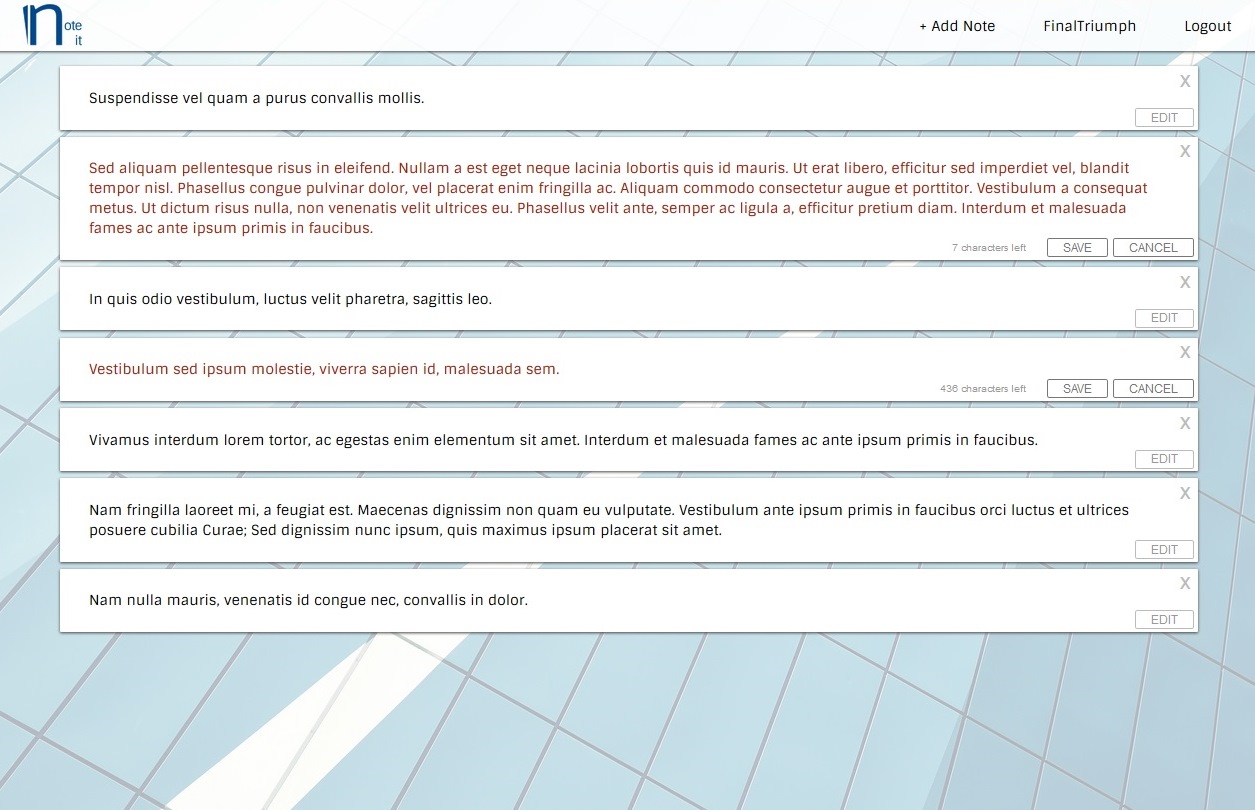 note it
+ Add Note FinalTriumph Logout
X
Suspendisse vel quam a purus convallis mollis.
EDIT
X
Sed aliquam pellentesque risus in eleifend. Nullam a est eget neque lacinia lobortis quis id mauris. Ut erat libero, efficitur sed imperdiet vel, blandit
tempor nisl. Phasellus congue pulvinar dolor, vel placerat enim fringilla ac. Aliquam commodo consectetur augue et porttitor. Vestibulum a consequat
metus. Ut dictum risus nulla, non venenatis velit ultrices eu. Phasellus velit ante, semper ac ligula a, efficitur pretium diam. Interdum et malesuada
fames ac ante ipsum primis in faucibus.
7 characters left SAVE CANCEL
X
In quis odio vestibulum, luctus velit pharetra, sagittis leo.
EDIT
X
Vestibulum sed ipsum molestie, viverra sapien id, malesuada sem.
436 characters left SAVE CANCEL
X
Vivamus interdum lorem tortor, ac egestas enim elementum sit amet. Interdum et malesuada fames ac ante ipsum primis in faucibus.
EDIT
X
Nam fringilla laoreet mi, a feugiat est. Maecenas dignissim non quam eu vulputate. Vestibulum ante ipsum primis in faucibus orci luctus et ultrices
posuere cubilia Curae; Sed dignissim nunc ipsum, quis maximus ipsum placerat sit amet.
EDIT
X
Nam nulla mauris, venenatis id congue nec, convallis in dolor.
EDIT